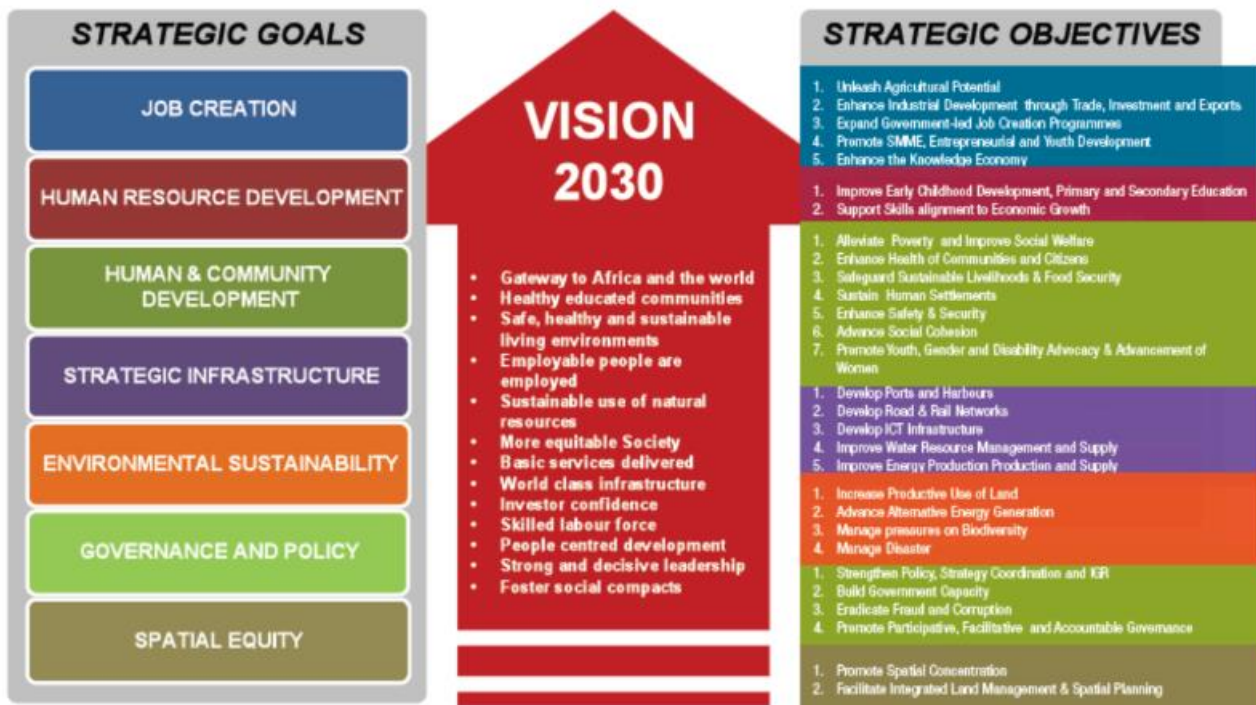 STRATEGIC GOALS
JOB CREATION
HUMAN RESOURCE DEVELOPMENT
HUMAN & COMMUNITY
DEVELOPMENT
STRATEGIC INFRASTRUCTURE
ENVIRONMENTAL SUSTAINABILITY
GOVERNANCE AND POLICY
SPATIAL EQUITY
VISION
2030
• Gateway to Africa and the world
• Healthy educated communities
• Safe, healthy and sustainable
living environments
• Employable people are
employed
• Sustainable use of natural
resources
• More equitable Society
• Basic services delivered
• World class infrastructure
• Investor confidence
• Skilled labour force
• People centred development
• Strong and decisive leadership
• Foster social compacts
STRATEGIC OBJECTIVES
1. Unleash Agricultural Potential
2. Enhance Industrial Development through Trade, Investment and Exports
3. Expand Government-led Job Creation Programmes
4. Promote SMME, Entrepreneurial and Youth Development
5. Enhance the Knowledge Economy
1. Improve Early Childhood Development, Primary and Secondary Education
2. Support Skills alignment to Economic Growth
1. Alleviate Poverty and Improve Social Welfare
2. Enhance Health of Communities and Citizens
3. Safeguard Sustainable Livelihoods & Food Security
4. Sustain Human Settlements
5. Enhance Safety & Security
6. Advance Social Cohesion
7. Promote Youth, Gender and Disability Advocacy & Advancement of
Women
1. Develop Ports and Harbours
2. Develop Road & Rail Networks
3. Develop ICT Infrastructure
4. Improve Water Resource Management and Supply
5. Improve Energy Production Production and Supply
1. Increase Productive Use of Land
2. Advance Alternative Energy Generation
3. Manage pressures on Biodiversity
4. Manage Disaster
1. Strengthen Policy, Strategy Coordination and IGR
2. Build Government Capacity
3. Eradicate Fraud and Corruption
4. Promote Participative, Facilitative and Accountable Governance
1. Promote Spatial Concentration
2. Facilitate Integrated Land Management & Spatial Planning